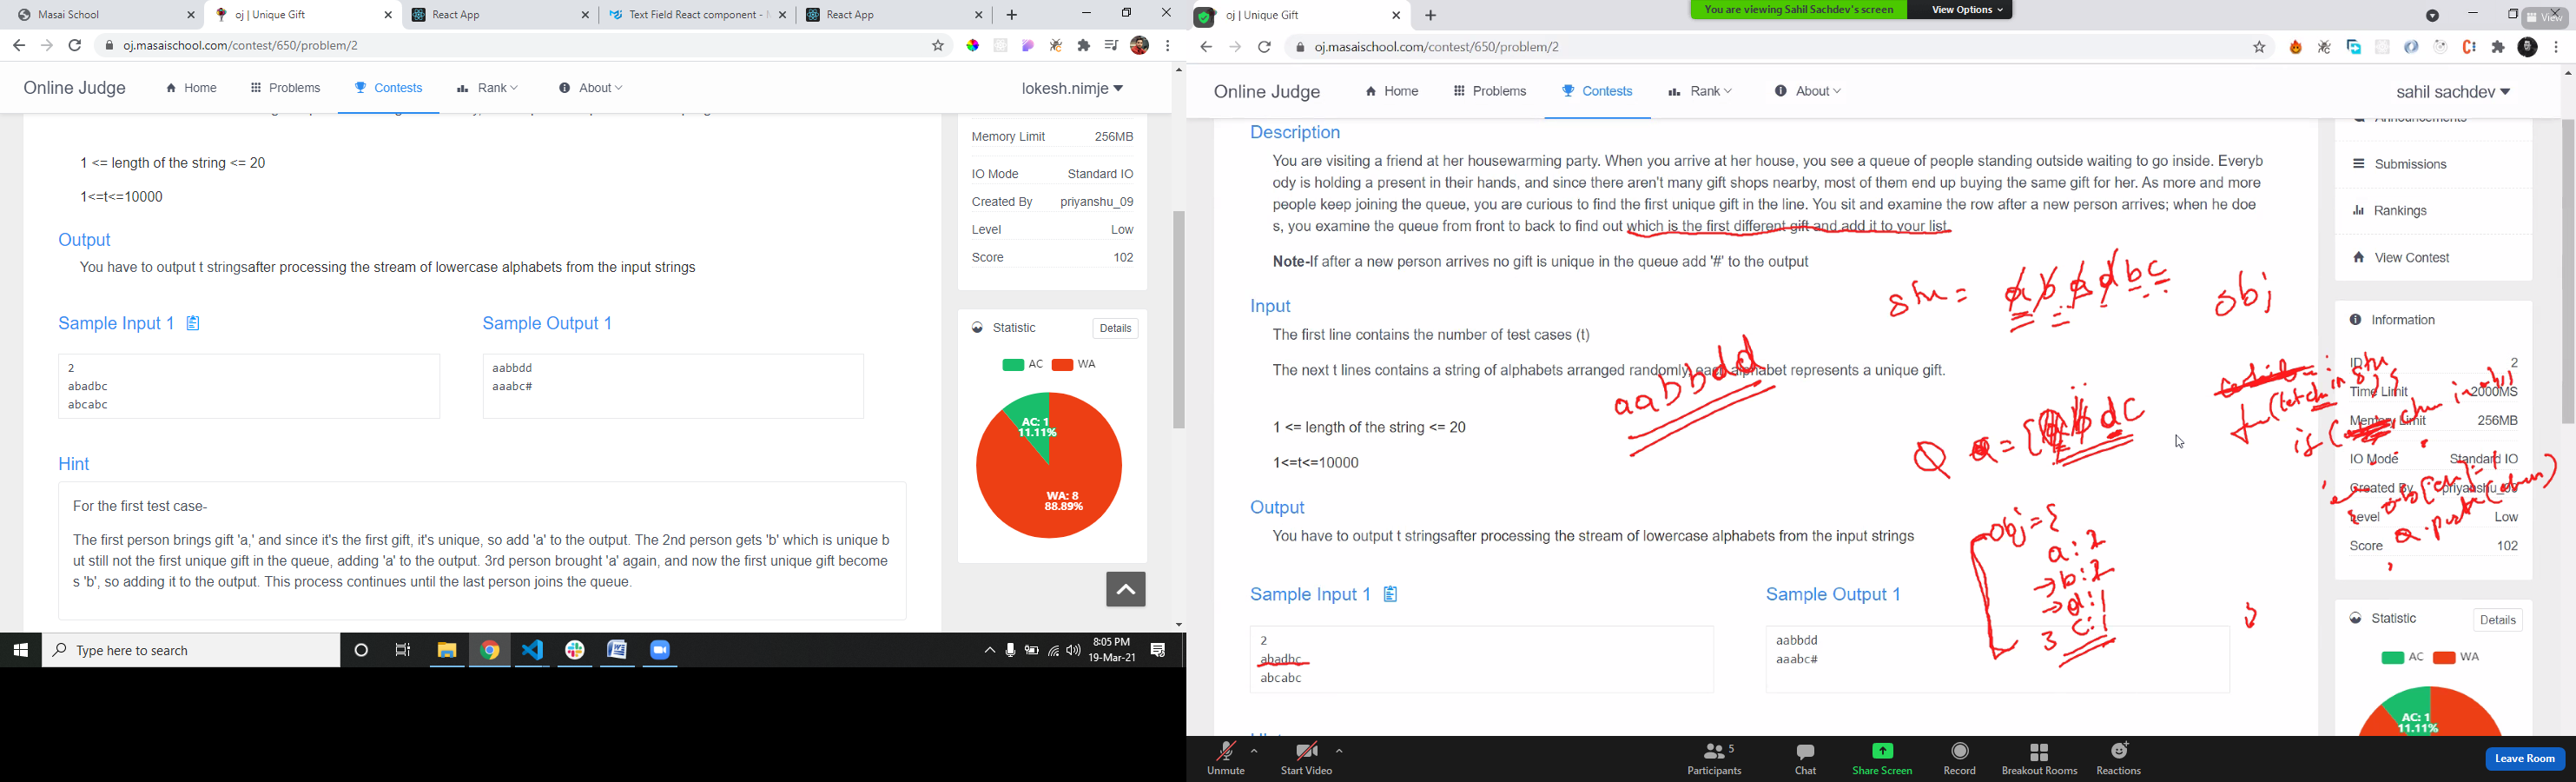 Masai School
oj | Unique Gift
React App
Text Field React component -
React App
oj.masaischool.com/contest/650/problem/2
Online Judge
Home
Problems
Contests
Rank
About
lokesh.nimje
1 <= length of the string <= 20
1<=t<=10000
Output
You have to output t stringsafter processing the stream of lowercase alphabets from the input strings
Sample Input 1
Sample Output 1
2
abadbc
abcabc
aabbdd
aaabc#
Hint
For the first test case-
The first person brings gift 'a,' and since it's the first gift, it's unique, so add 'a' to the output. The 2nd person gets 'b' which is unique b
ut still not the first unique gift in the queue, adding 'a' to the output. 3rd person brought 'a' again, and now the first unique gift become
s 'b', so adding it to the output. This process continues until the last person joins the queue.
Memory Limit 256MB
IO Mode Standard IO
Created By priyanshu_09
Level Low
Score 102
Statistic
Details
AC WA
AC: 1
11.11%
WA: 8
88.89%
Type here to search
8:05 PM
19-Mar-21
oj | Unique Gift
You are viewing Sahil Sachdev's screen
View Options
View
oj.masaischool.com/contest/650/problem/2
Online Judge
Home
Problems
Contests
Rank
About
sahil sachdev
Description
You are visiting a friend at her housewarming party. When you arrive at her house, you see a queue of people standing outside waiting to go inside. Everyb
ody is holding a present in their hands, and since there aren't many gift shops nearby, most of them end up buying the same gift for her. As more and more
people keep joining the queue, you are curious to find the first unique gift in the line. You sit and examine the row after a new person arrives; when he doe
s, you examine the queue from front to back to find out which is the first different gift and add it to your list.
Note-If after a new person arrives no gift is unique in the queue add '#' to the output
Input
The first line contains the number of test cases (t)
The next t lines contains a string of alphabets arranged randomly, each alphabet represents a unique gift.
1 <= length of the string <= 20
1<=t<=10000
Output
You have to output t stringsafter processing the stream of lowercase alphabets from the input strings
Sample Input 1
Sample Output 1
2
abadbc
abcabc
aabbdd
aaabc#
str = a b a d b c
obj
aabbdd
Q
obj = {
a : 2
b : 2
d : 1
c : 1
Announcements
Submissions
Rankings
View Contest
Information
ID 2
Time Limit 2000MS
Memory Limit 256MB
IO Mode Standard IO
Created By priyanshu_09
Level Low
Score 102
Statistic
Details
AC WA
AC: 1
11.11%
Unmute
Start Video
5
Participants
Chat
Share Screen
Record
Breakout Rooms
Reactions
Leave Room